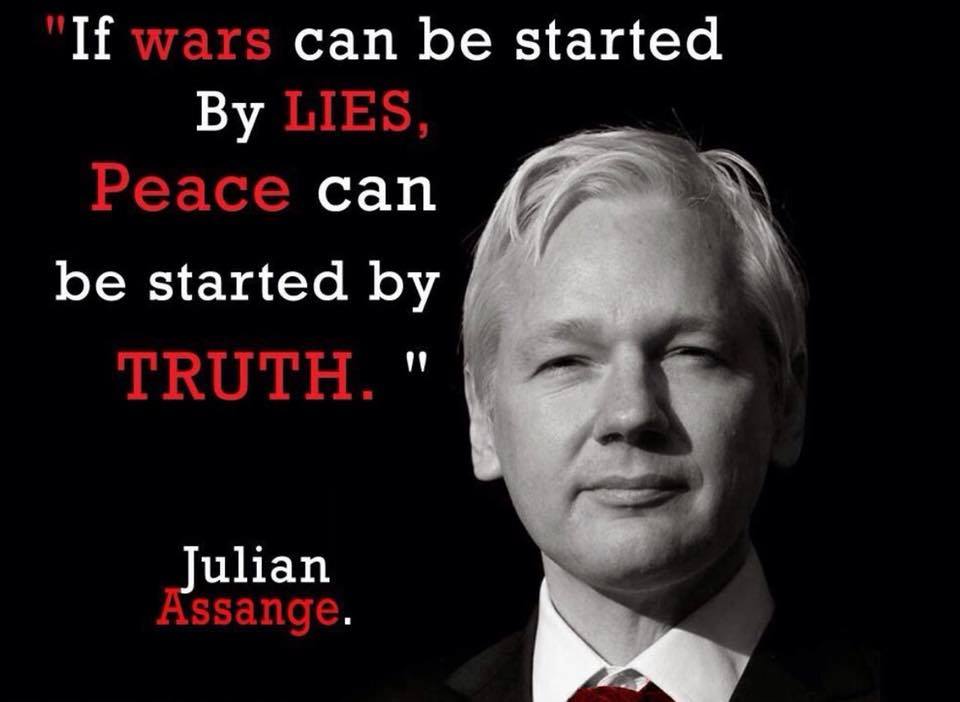 "If wars can be started
By LIES,
Peace can
be started by
TRUTH. "
Julian
Assange.